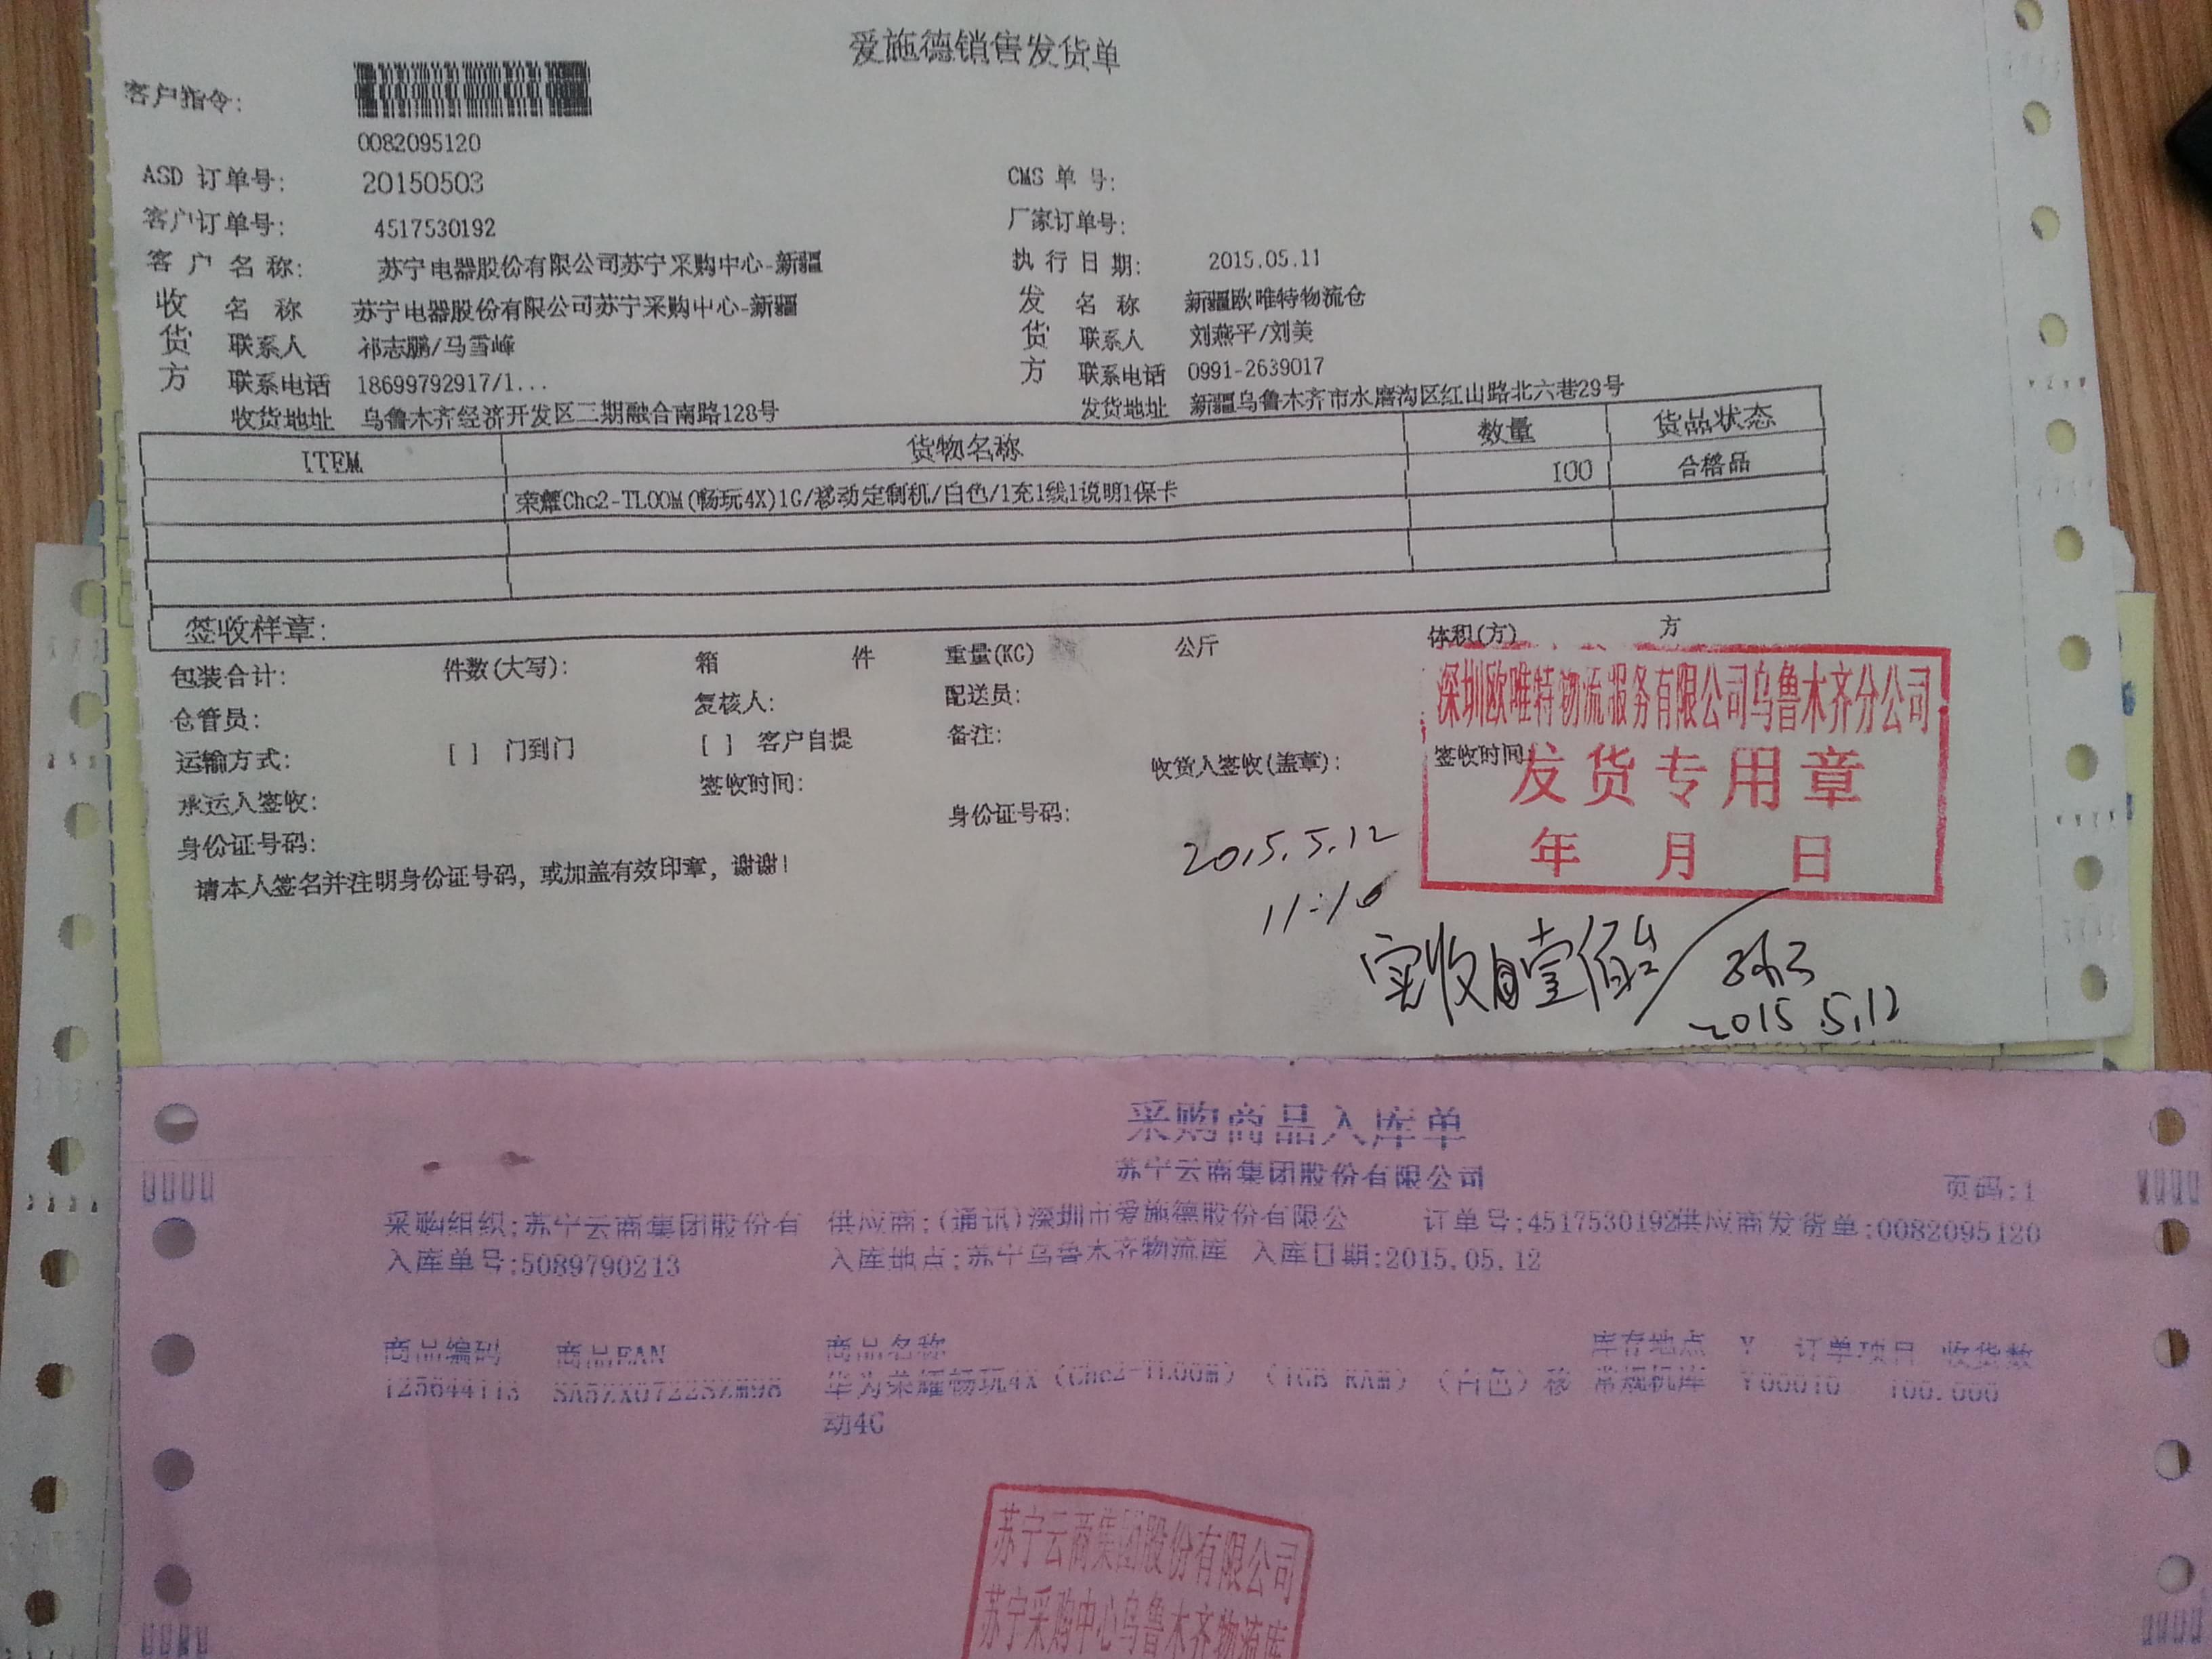 爱施德销售发货单
客户指令:
0082095120
ASD 订单号: 20150503 CMS 单 号:
客户订单号: 4517530192 厂家订单号:
客 户 名 称: 苏宁电器股份有限公司苏宁采购中心-新疆 执 行 日 期: 2015.05.11
收货方 名 称 苏宁电器股份有限公司苏宁采购中心-新疆 发货方 名 称 新疆欧唯特物流仓
联系人 祁志鹏/马雪峰 联系人 刘燕平/刘美
联系电话 18699792917/1... 联系电话 0991-2639017
收货地址 乌鲁木齐经济开发区二期融合南路128号 发货地址 新疆乌鲁木齐市水磨沟区红山路北六巷29号
ITEM 货物名称 数量 货品状态
荣耀Che2-TL00M(畅玩4X)1G/移动定制机/白色/1充1线1说明1保卡 100 合格品
签收样章:
包装合计: 件数(大写): 箱 件 重量(KG) 公斤 体积(方) 方
仓管员: 复核人: 配送员:
运输方式: [ ] 门到门 [ ] 客户自提 备注:
承运人签收: 签收时间: 收货人签收(盖章): 签收时间:
身份证号码: 身份证号码:
请本人签名并注明身份证号码，或加盖有效印章，谢谢!
深圳欧唯特物流服务有限公司乌鲁木齐分公司
发货专用章
年 月 日
2015.5.12
11:10
实收壹佰台
2015.5.12
采购商品入库单
苏宁云商集团股份有限公司
页码:1
采购组织:苏宁云商集团股份有 供应商:(通讯)深圳市爱施德股份有限公 订单号:4517530192供应商发货单:0082095120
入库单号:5089790213 入库地点:苏宁乌鲁木齐物流库 入库日期:2015.05.12
商品编码 商品EAN 商品名称 库存地点 Y 订单项目 收货数
125644113 华为荣耀畅玩4X (Che2-TL00M) (1GB RAM) (白色) 移 常规机库 Y00010 100.000
动4G
苏宁云商集团股份有限公司
苏宁采购中心乌鲁木齐物流库